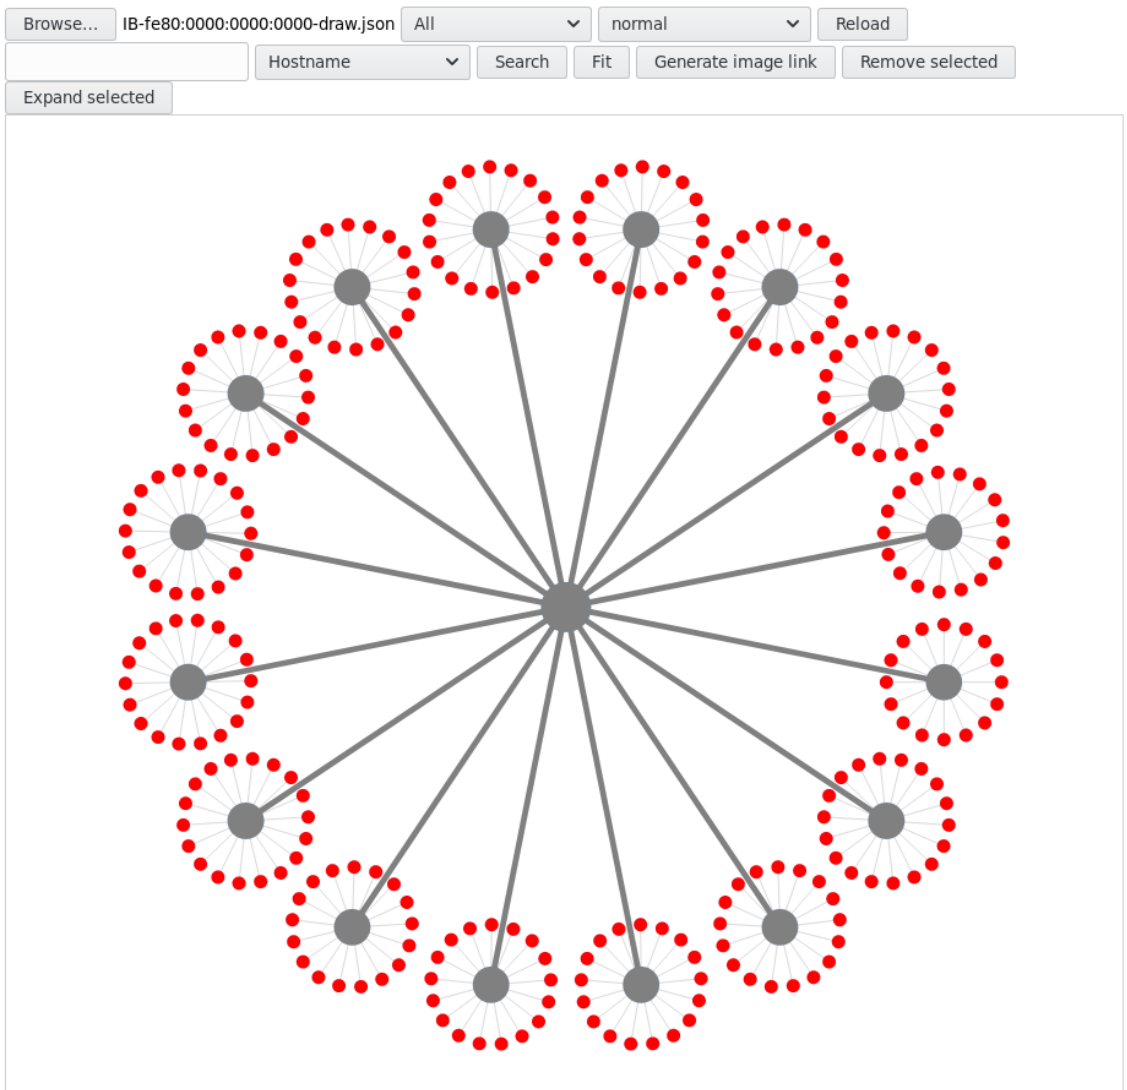 Browse... IB-fe80:0000:0000:0000-draw.json All normal Reload
Hostname Search Fit Generate image link Remove selected
Expand selected